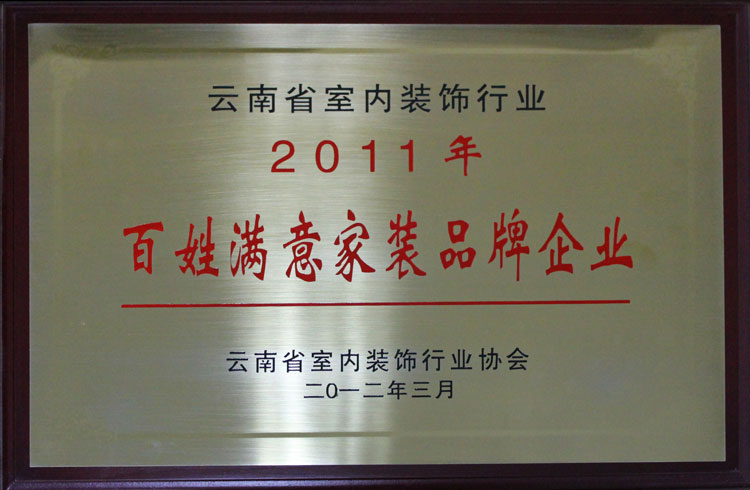 云南省室内装饰行业
2011年
百姓满意家装品牌企业
云南省室内装饰行业协会
二0一二年三月